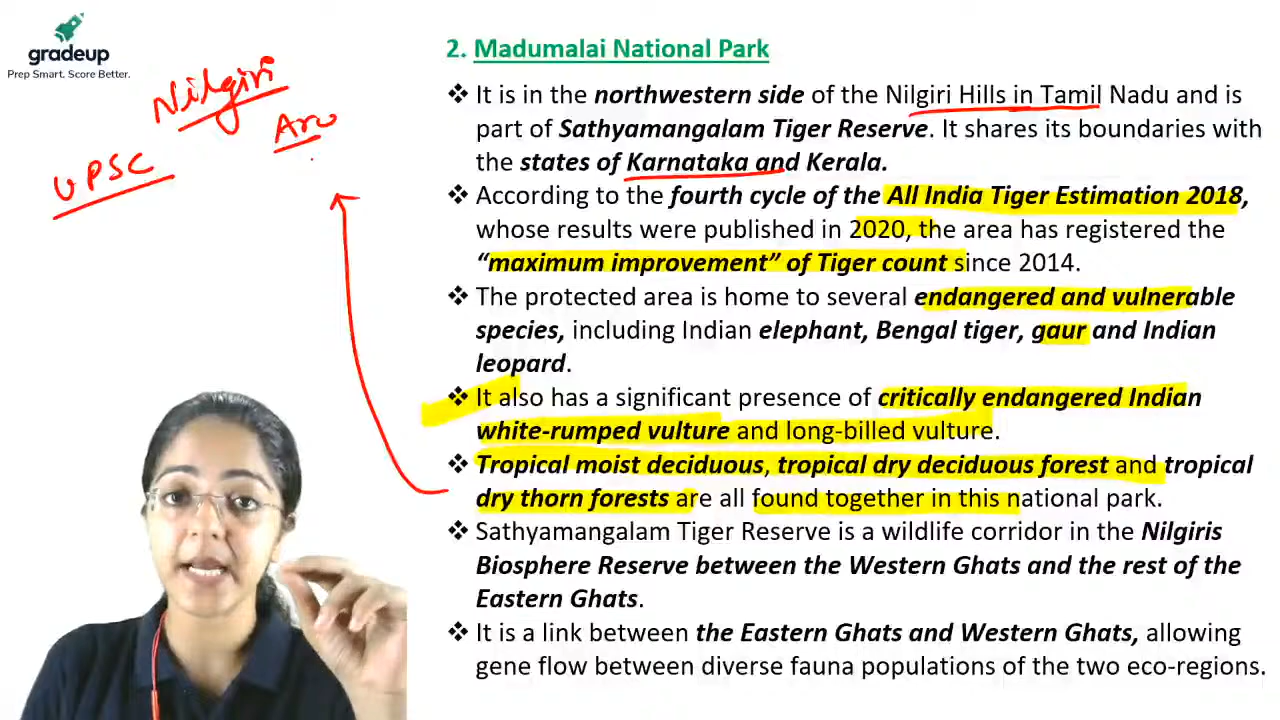 gradeup
Prep Smart. Score Better.
Nilgiri
Aro
UPSC
2. Madumalai National Park
❖ It is in the northwestern side of the Nilgiri Hills in Tamil Nadu and is
part of Sathyamangalam Tiger Reserve. It shares its boundaries with
the states of Karnataka and Kerala.
❖ According to the fourth cycle of the All India Tiger Estimation 2018,
whose results were published in 2020, the area has registered the
“maximum improvement” of Tiger count since 2014.
❖ The protected area is home to several endangered and vulnerable
species, including Indian elephant, Bengal tiger, gaur and Indian
leopard.
❖ It also has a significant presence of critically endangered Indian
white-rumped vulture and long-billed vulture.
❖ Tropical moist deciduous, tropical dry deciduous forest and tropical
dry thorn forests are all found together in this national park.
❖ Sathyamangalam Tiger Reserve is a wildlife corridor in the Nilgiris
Biosphere Reserve between the Western Ghats and the rest of the
Eastern Ghats.
❖ It is a link between the Eastern Ghats and Western Ghats, allowing
gene flow between diverse fauna populations of the two eco-regions.